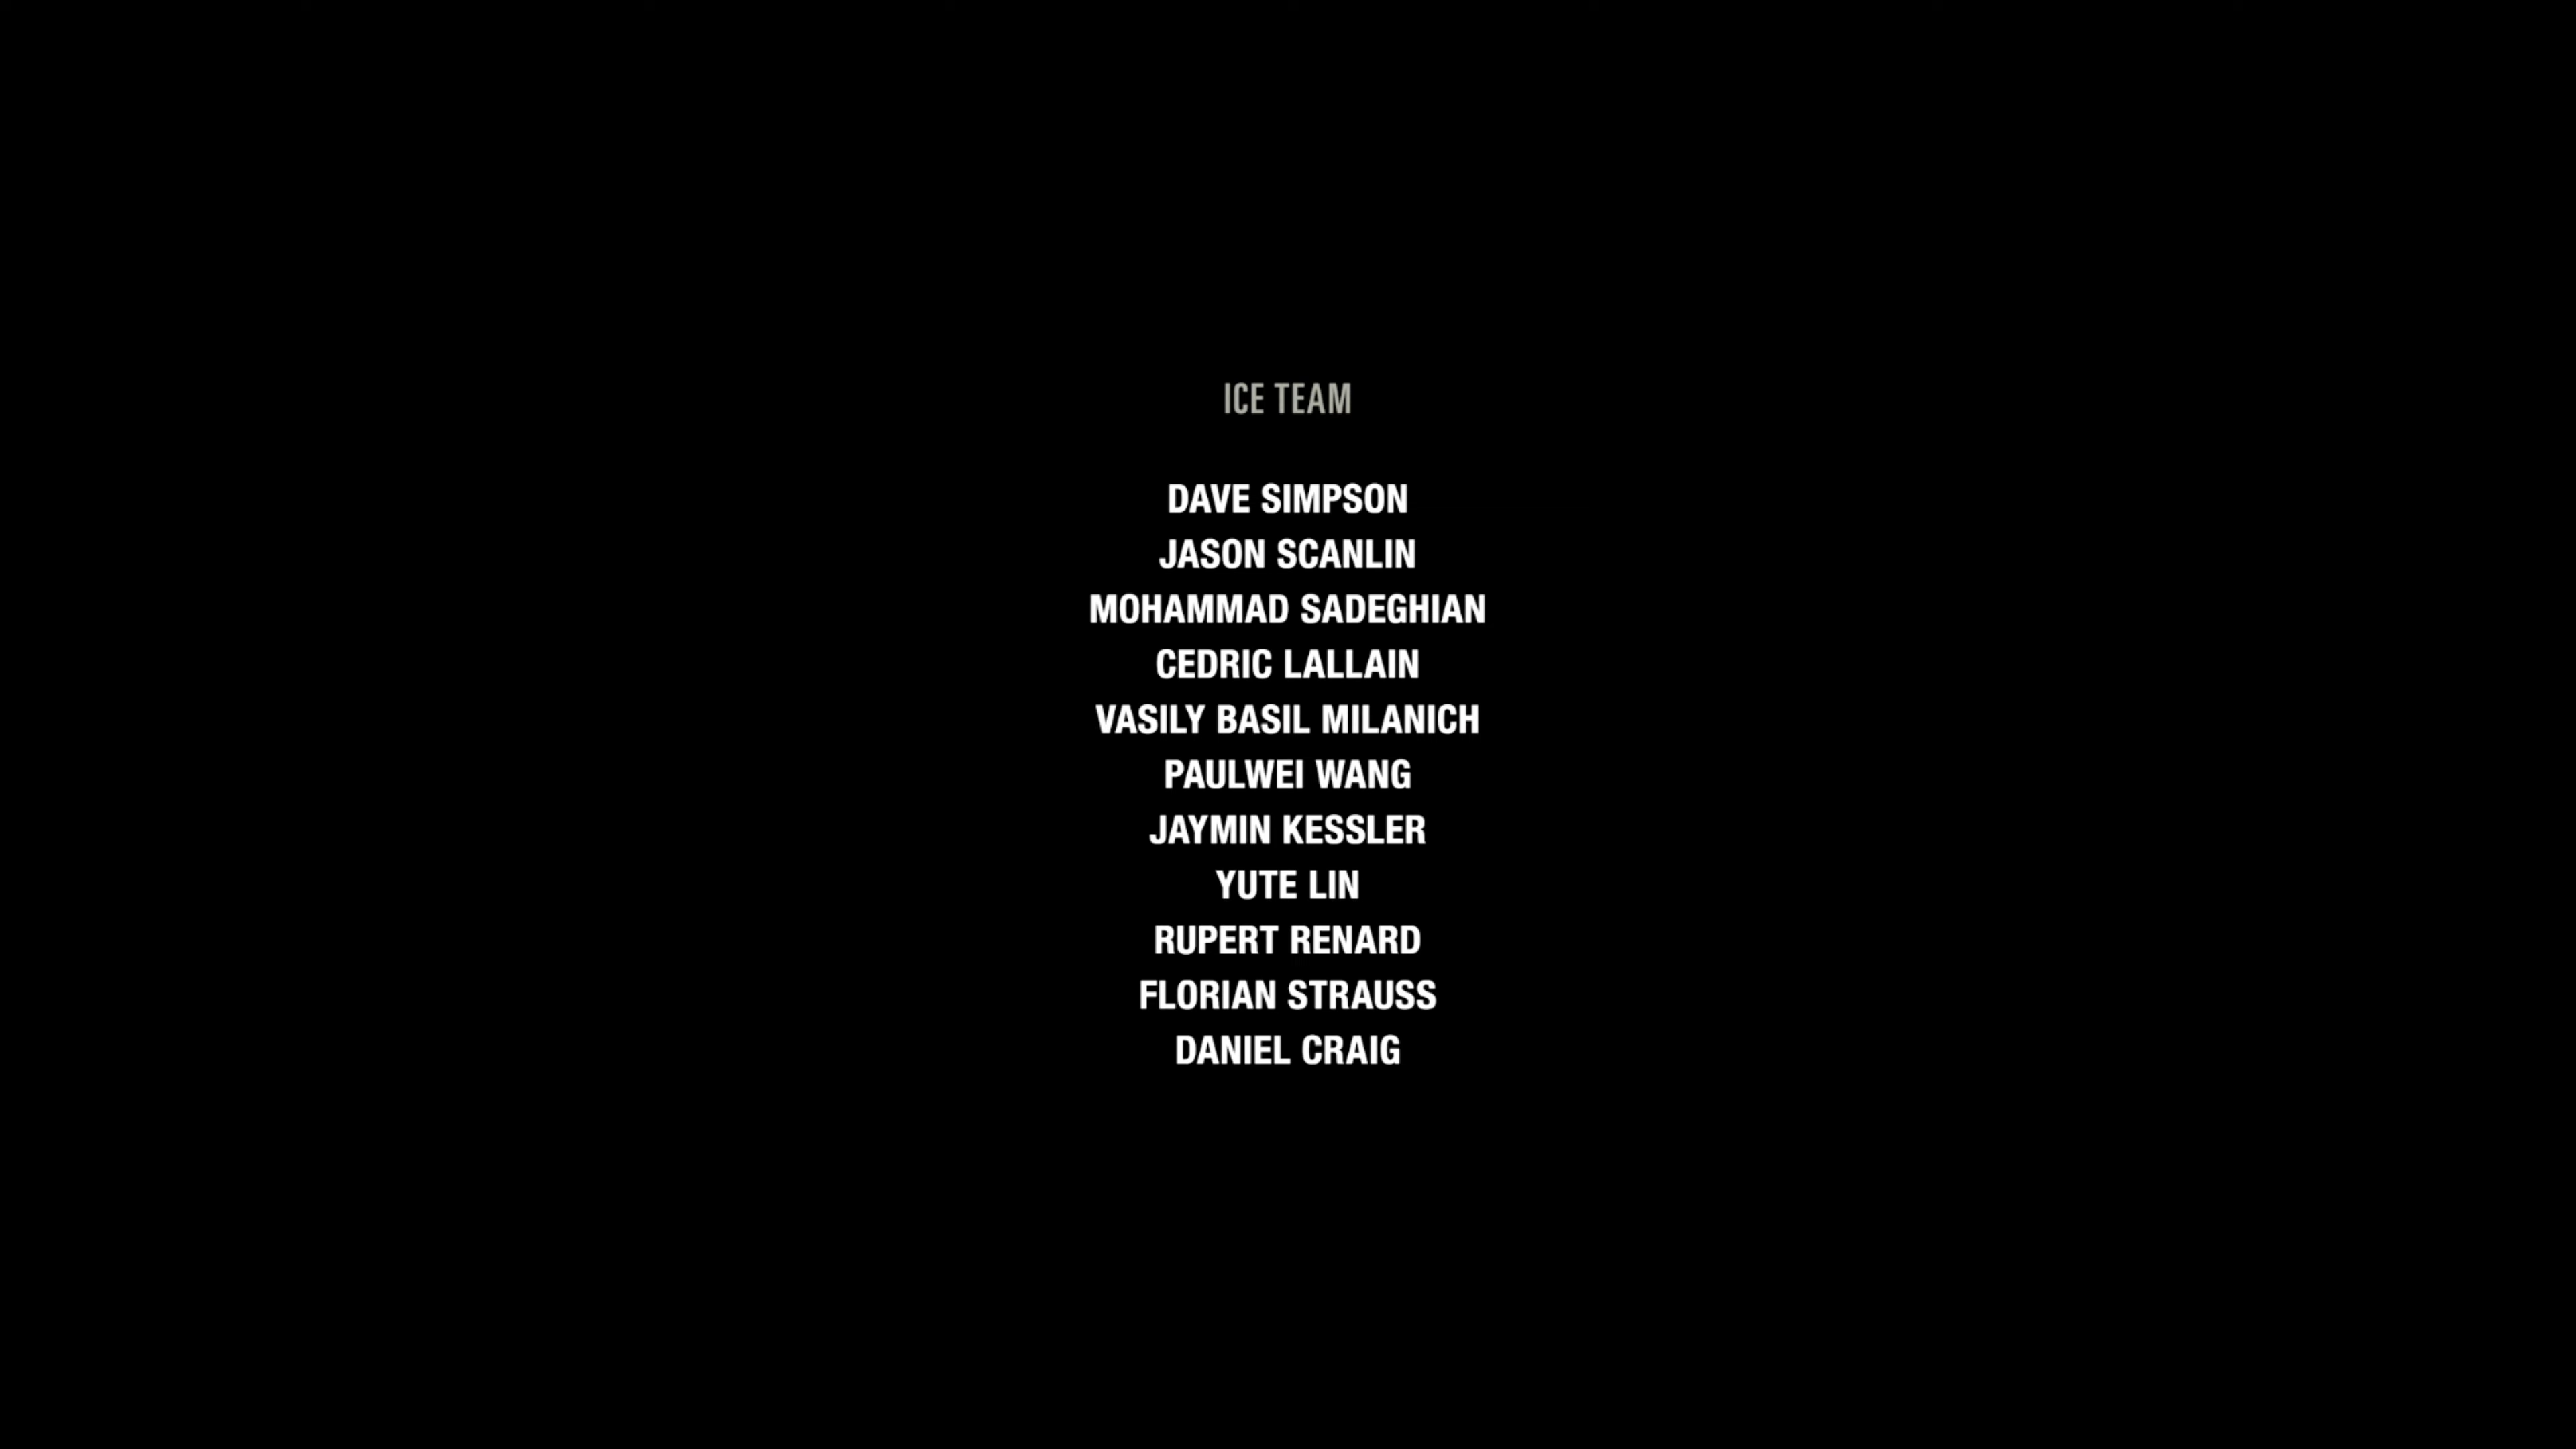 ICE TEAM
DAVE SIMPSON
JASON SCANLIN
MOHAMMAD SADEGHIAN
CEDRIC LALLAIN
VASILY BASIL MILANICH
PAULWEI WANG
JAYMIN KESSLER
YUTE LIN
RUPERT RENARD
FLORIAN STRAUSS
DANIEL CRAIG